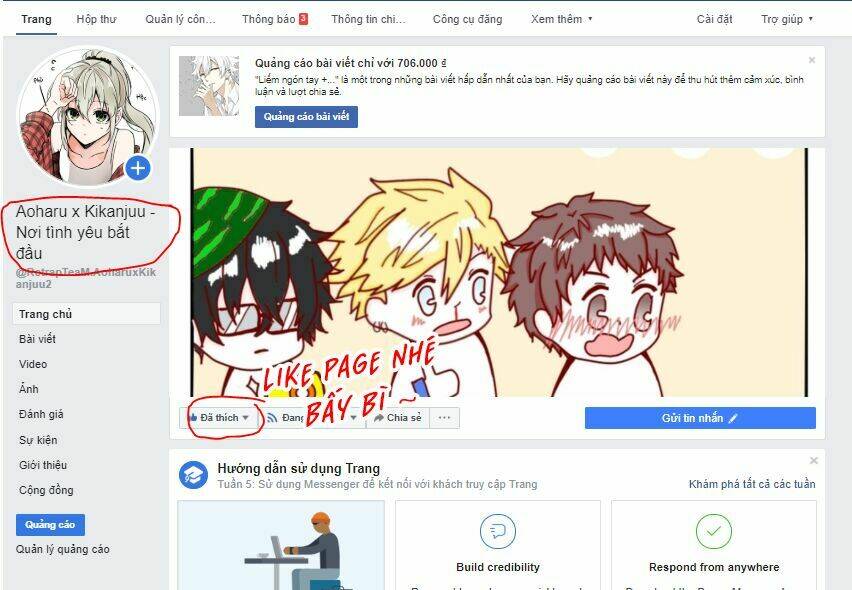 Trang Hộp thư Quản lý côn... Thông báo 3 Thông tin chi... Công cụ đăng Xem thêm Cài đặt Trợ giúp
Quảng cáo bài viết chỉ với 706.000 ₫
"Liếm ngón tay +..." là một trong những bài viết hấp dẫn nhất của bạn. Hãy quảng cáo bài viết này để thu hút thêm cảm xúc, bình
luận và lượt chia sẻ.
Quảng cáo bài viết
Aoharu x Kikanjuu -
Nơi tình yêu bắt
đầu
@RetrapTeaM.AoharuxKik
anjuu2
Trang chủ
Bài viết
Video
Ảnh
Đánh giá
Sự kiện
Giới thiệu
Cộng đồng
Quảng cáo
Quản lý quảng cáo
LIKE PAGE NHÉ
BẤY BÌ ~
Đã thích Đang Chia sẻ ... Gửi tin nhắn
Hướng dẫn sử dụng Trang
Tuần 5: Sử dụng Messenger để kết nối với khách truy cập Trang Khám phá tất cả các tuần
Build credibility Respond from anywhere